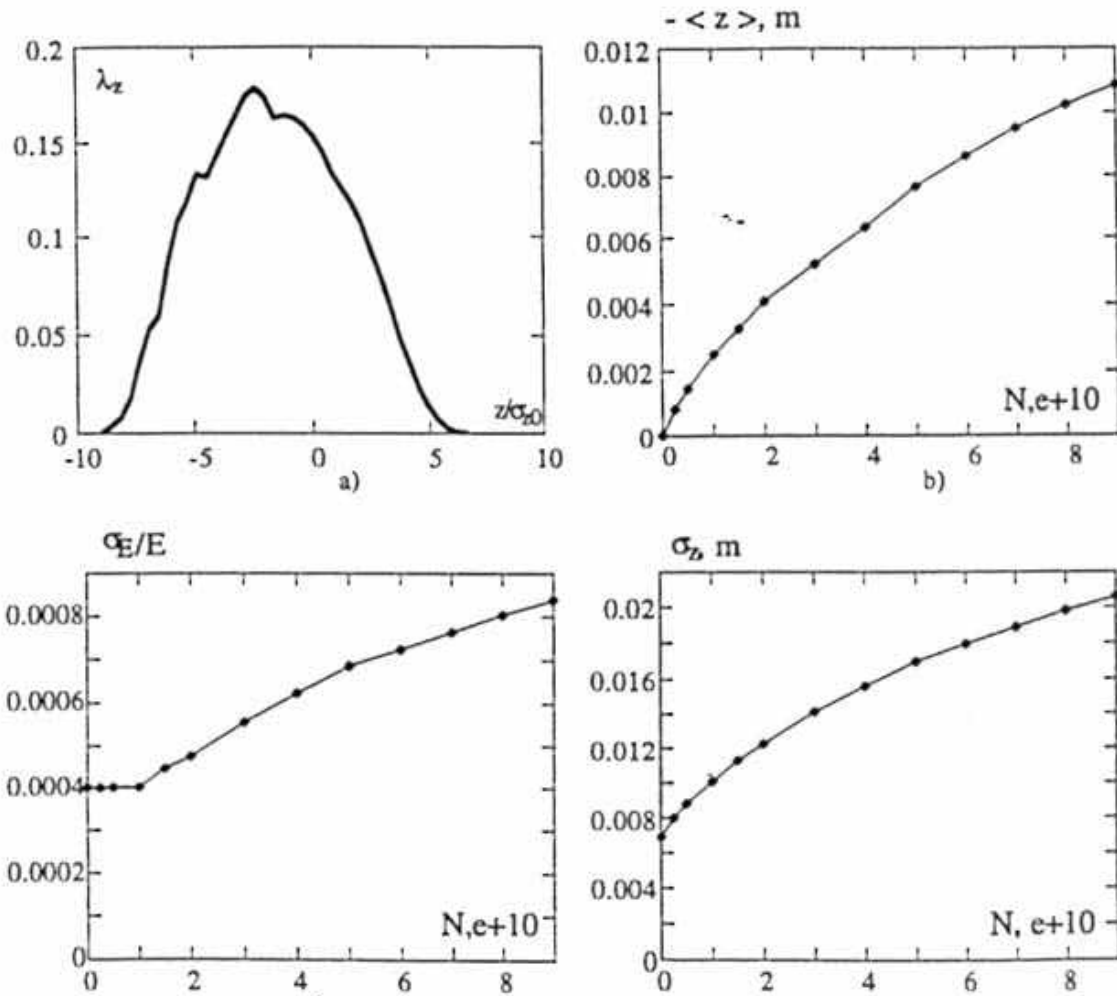 - < z >, m
0.2
λz
0.15
0.1
0.05
0
z/σz0
-10 -5 0 5 10
a)
0.012
0.01
0.008
0.006
0.004
0.002
0
N,e+10
0 2 4 6 8
b)
σE/E
0.0008
0.0006
0.0004
0.0002
0
N,e+10
0 2 4 6 8
σz, m
0.02
0.016
0.012
0.008
0.004
0
N, e+10
0 2 4 6 8